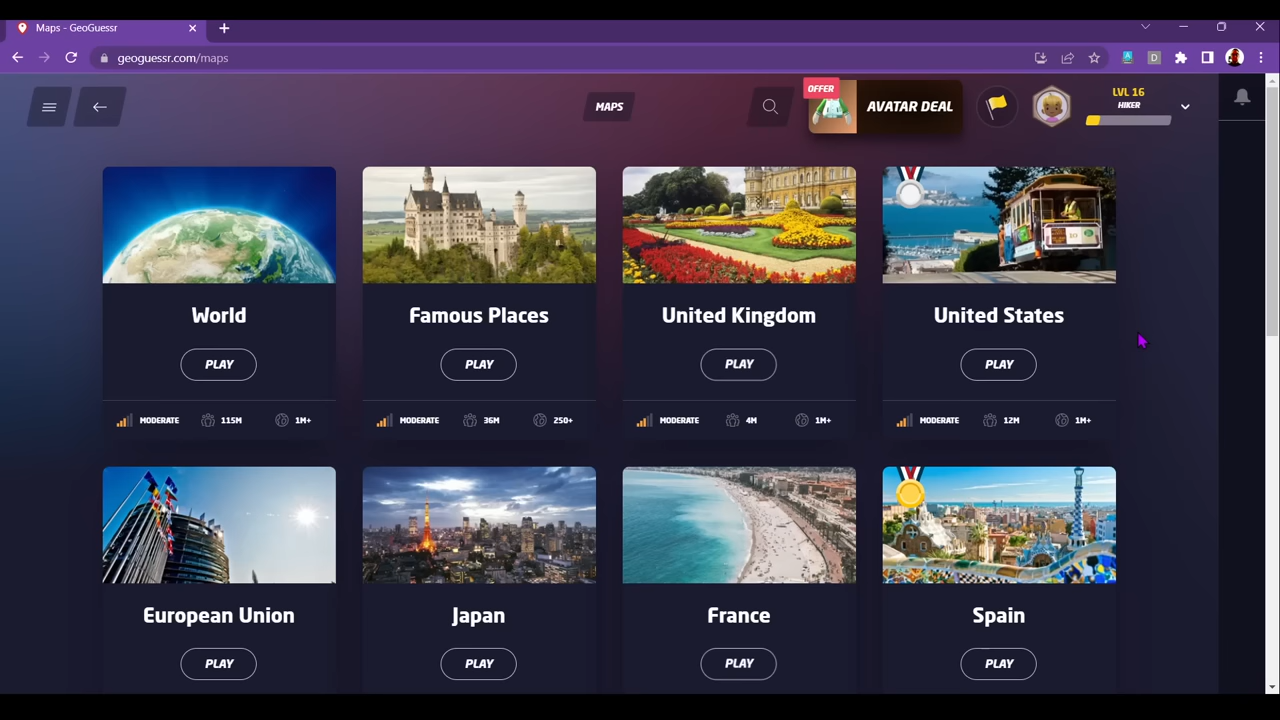 Maps - GeoGuessr
geoguessr.com/maps
MAPS
OFFER
AVATAR DEAL
LVL 16
HIKER
World
Famous Places
United Kingdom
United States
PLAY
PLAY
PLAY
PLAY
MODERATE 115M 1M+
MODERATE 36M 250+
MODERATE 4M 1M+
MODERATE 12M 1M+
European Union
Japan
France
Spain
PLAY
PLAY
PLAY
PLAY